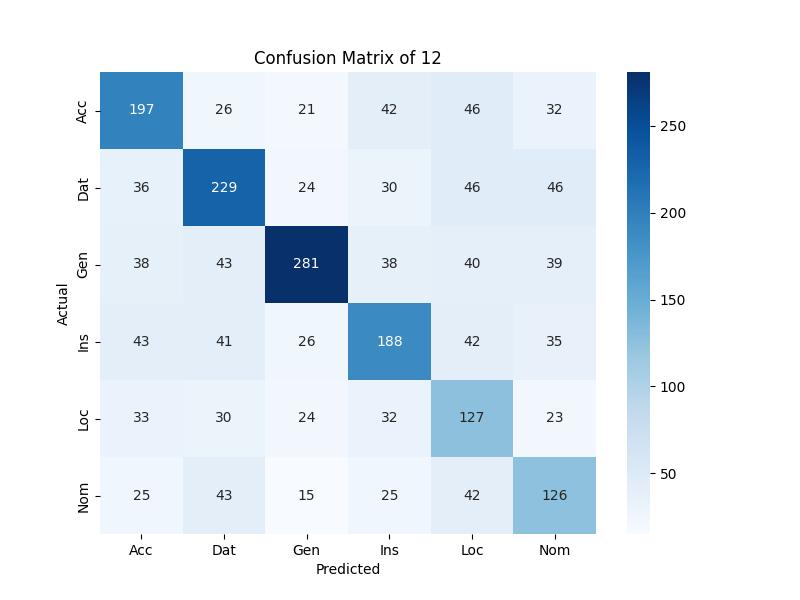 Confusion Matrix of 12
Acc 197 26 21 42 46 32
Dat 36 229 24 30 46 46
Gen 38 43 281 38 40 39
Ins 43 41 26 188 42 35
Loc 33 30 24 32 127 23
Nom 25 43 15 25 42 126
Actual
Acc Dat Gen Ins Loc Nom
Predicted
250
200
150
100
50